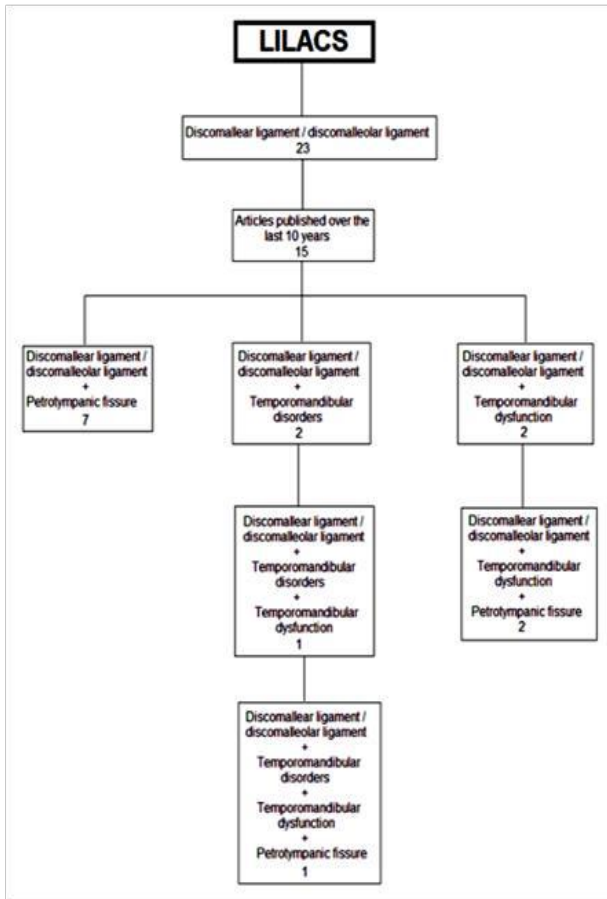 LILACS
Discomallear ligament / discomalleolar ligament
23
Articles published over the
last 10 years
15
Discomallear ligament /
discomalleolar ligament
+
Petrotympanic fissure
7
Discomallear ligament /
discomalleolar ligament
+
Temporomandibular
disorders
2
Discomallear ligament /
discomalleolar ligament
+
Temporomandibular
dysfunction
2
Discomallear ligament /
discomalleolar ligament
+
Temporomandibular
disorders
+
Temporomandibular
dysfunction
1
Discomallear ligament /
discomalleolar ligament
+
Temporomandibular
dysfunction
+
Petrotympanic fissure
2
Discomallear ligament /
discomalleolar ligament
+
Temporomandibular
disorders
+
Temporomandibular
dysfunction
+
Petrotympanic fissure
1